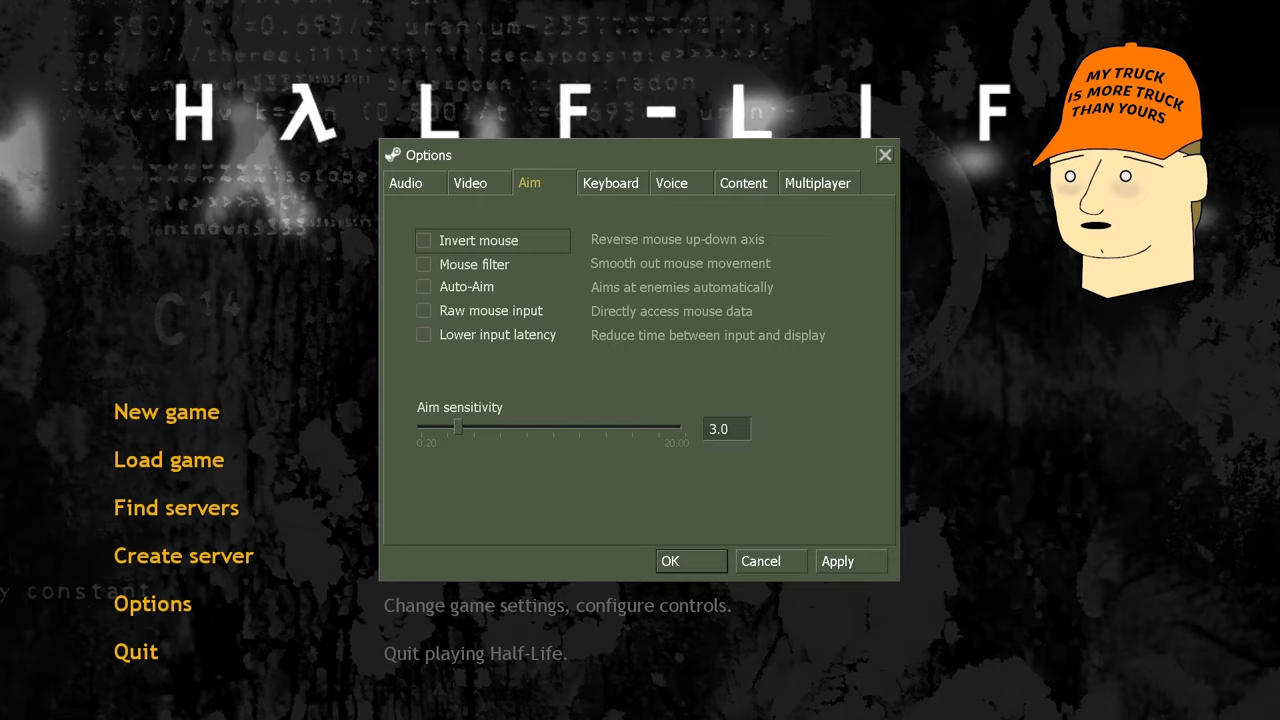 HλLF-LIF
MY TRUCK
IS MORE TRUCK
THAN YOURS
Options
Audio Video Aim Keyboard Voice Content Multiplayer
Invert mouse Reverse mouse up-down axis
Mouse filter Smooth out mouse movement
Auto-Aim Aims at enemies automatically
Raw mouse input Directly access mouse data
Lower input latency Reduce time between input and display
Aim sensitivity
3.0
0.20 20.00
OK Cancel Apply
New game
Load game
Find servers
Create server
Options Change game settings, configure controls.
Quit Quit playing Half-Life.